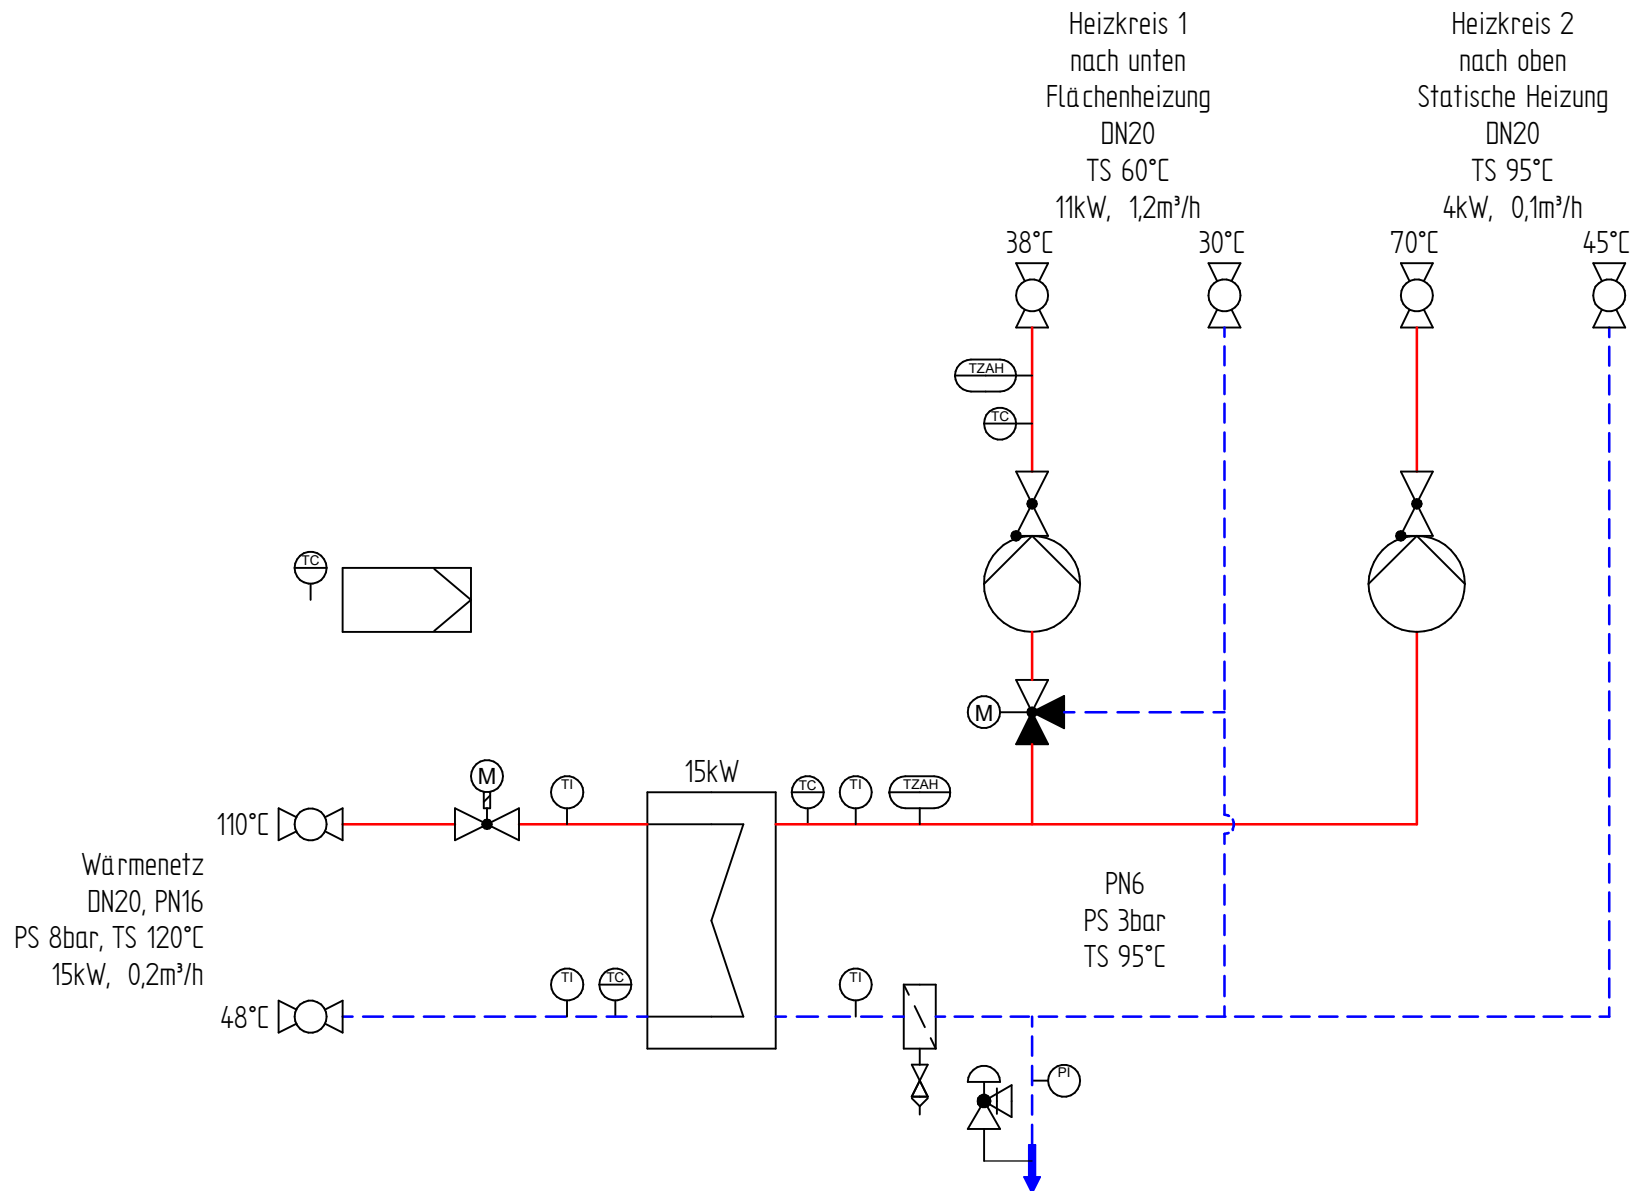 Heizkreis 1
nach unten
Flächenheizung
DN20
TS 60°C
11kW, 1,2m³/h
38°C
30°C
Heizkreis 2
nach oben
Statische Heizung
DN20
TS 95°C
4kW, 0,1m³/h
70°C
45°C
TZAH
TC
TC
M
M
TI
15kW
TC
TI
TZAH
110°C
Wärmenetz
DN20, PN16
PS 8bar, TS 120°C
15kW, 0,2m³/h
48°C
TI
TC
TI
PN6
PS 3bar
TS 95°C
PI